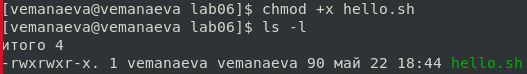 [vemanaeva@vemanaeva lab06]$ chmod +x hello.sh
[vemanaeva@vemanaeva lab06]$ ls -l
итого 4
-rwxrwxr-x. 1 vemanaeva vemanaeva 90 май 22 18:44 hello.sh